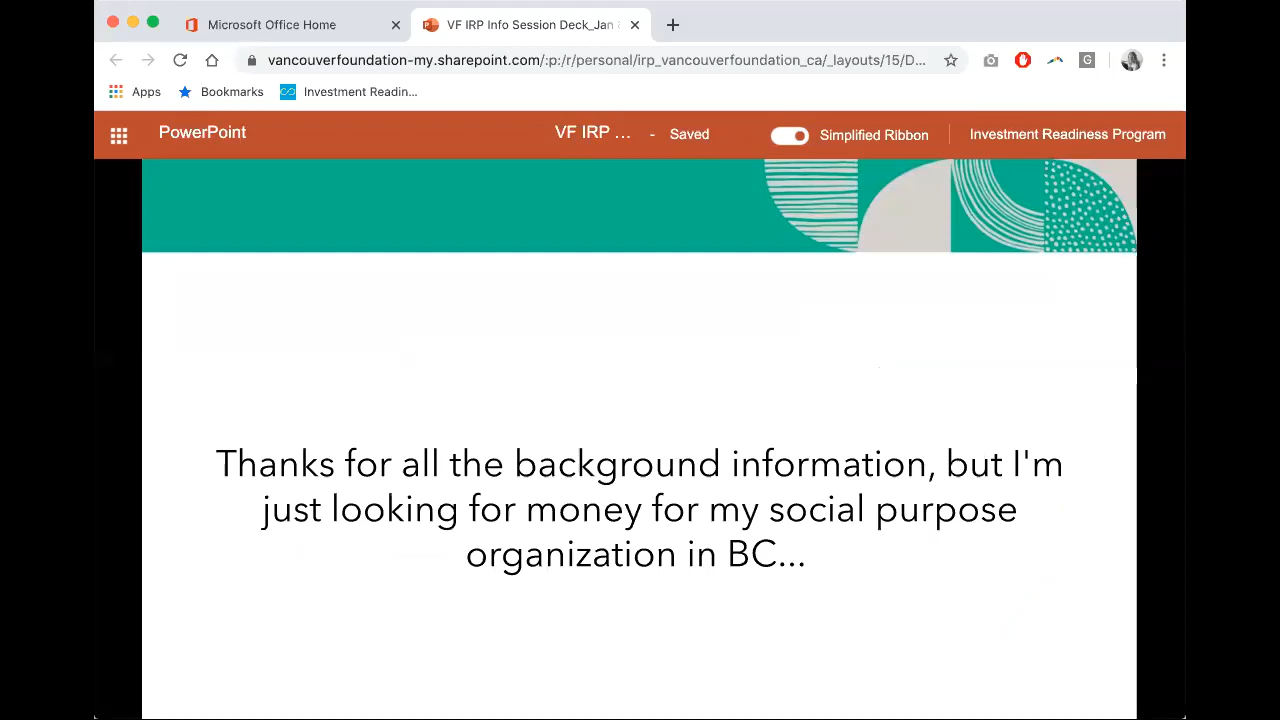 Microsoft Office Home
VF IRP Info Session Deck_Jan
vancouverfoundation-my.sharepoint.com/:p:/r/personal/irp_vancouverfoundation_ca/_layouts/15/D...
G
Apps
Bookmarks
Investment Readin...
PowerPoint
VF IRP ... - Saved
Simplified Ribbon
Investment Readiness Program
Thanks for all the background information, but I'm
just looking for money for my social purpose
organization in BC...